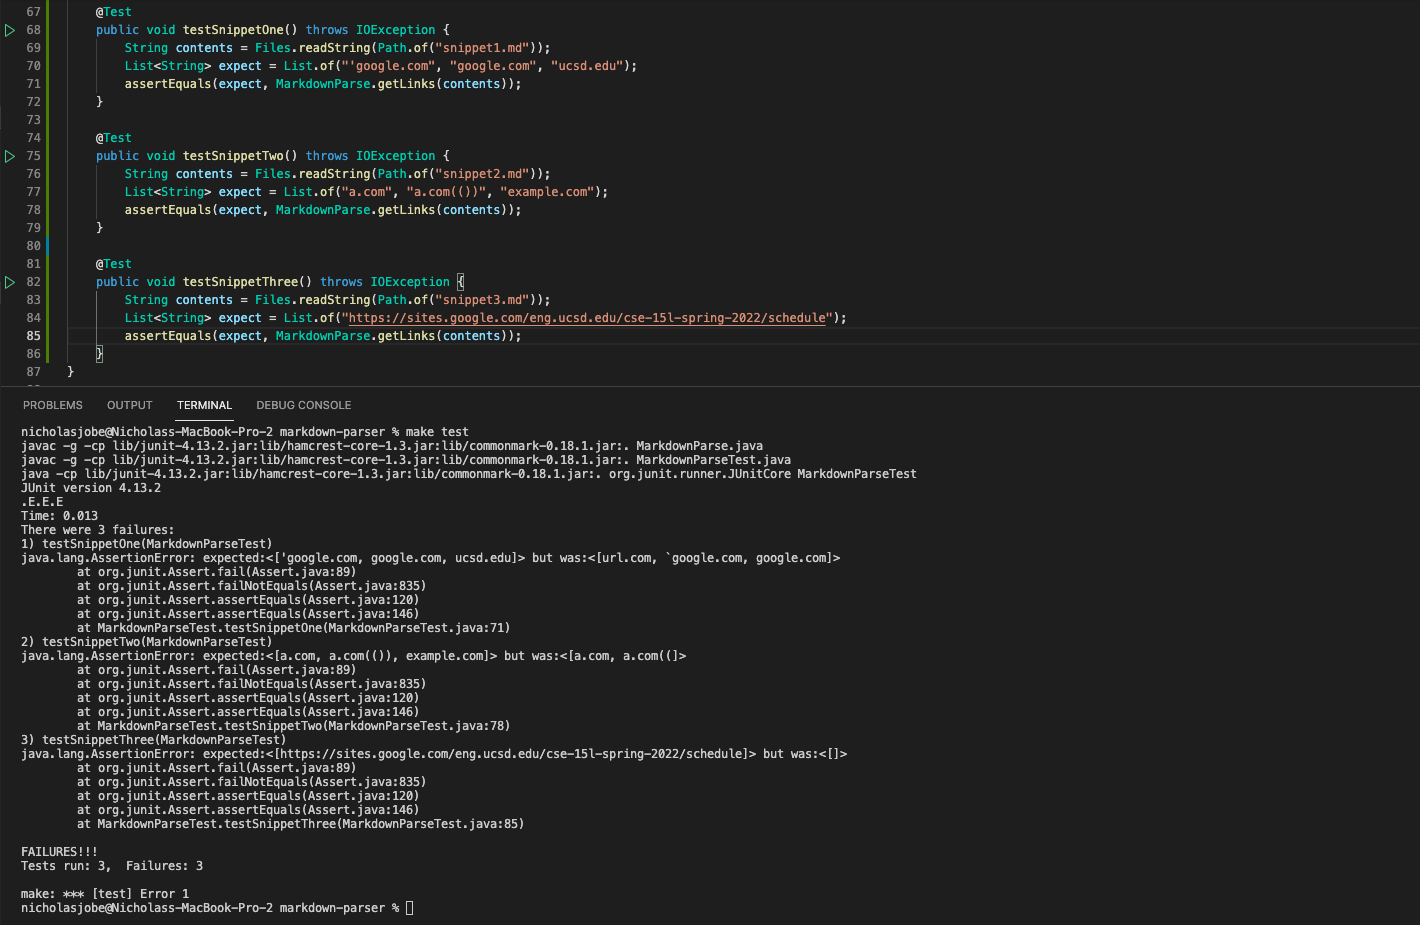 67 @Test
68 public void testSnippetOne() throws IOException {
69 String contents = Files.readString(Path.of("snippet1.md"));
70 List<String> expect = List.of("'google.com", "google.com", "ucsd.edu");
71 assertEquals(expect, MarkdownParse.getLinks(contents));
72 }
73
74 @Test
75 public void testSnippetTwo() throws IOException {
76 String contents = Files.readString(Path.of("snippet2.md"));
77 List<String> expect = List.of("a.com", "a.com(())", "example.com");
78 assertEquals(expect, MarkdownParse.getLinks(contents));
79 }
80
81 @Test
82 public void testSnippetThree() throws IOException {
83 String contents = Files.readString(Path.of("snippet3.md"));
84 List<String> expect = List.of("https://sites.google.com/eng.ucsd.edu/cse-15l-spring-2022/schedule");
85 assertEquals(expect, MarkdownParse.getLinks(contents));
86 }
87 }
PROBLEMS OUTPUT TERMINAL DEBUG CONSOLE
nicholasjobe@Nicholass-MacBook-Pro-2 markdown-parser % make test
javac -g -cp lib/junit-4.13.2.jar:lib/hamcrest-core-1.3.jar:lib/commonmark-0.18.1.jar:. MarkdownParse.java
javac -g -cp lib/junit-4.13.2.jar:lib/hamcrest-core-1.3.jar:lib/commonmark-0.18.1.jar:. MarkdownParseTest.java
java -cp lib/junit-4.13.2.jar:lib/hamcrest-core-1.3.jar:lib/commonmark-0.18.1.jar:. org.junit.runner.JUnitCore MarkdownParseTest
JUnit version 4.13.2
.E.E.E
Time: 0.013
There were 3 failures:
1) testSnippetOne(MarkdownParseTest)
java.lang.AssertionError: expected:<['google.com, google.com, ucsd.edu]> but was:<[url.com, `google.com, google.com]>
at org.junit.Assert.fail(Assert.java:89)
at org.junit.Assert.failNotEquals(Assert.java:835)
at org.junit.Assert.assertEquals(Assert.java:120)
at org.junit.Assert.assertEquals(Assert.java:146)
at MarkdownParseTest.testSnippetOne(MarkdownParseTest.java:71)
2) testSnippetTwo(MarkdownParseTest)
java.lang.AssertionError: expected:<[a.com, a.com(()), example.com]> but was:<[a.com, a.com((]>
at org.junit.Assert.fail(Assert.java:89)
at org.junit.Assert.failNotEquals(Assert.java:835)
at org.junit.Assert.assertEquals(Assert.java:120)
at org.junit.Assert.assertEquals(Assert.java:146)
at MarkdownParseTest.testSnippetTwo(MarkdownParseTest.java:78)
3) testSnippetThree(MarkdownParseTest)
java.lang.AssertionError: expected:<[https://sites.google.com/eng.ucsd.edu/cse-15l-spring-2022/schedule]> but was:<[]>
at org.junit.Assert.fail(Assert.java:89)
at org.junit.Assert.failNotEquals(Assert.java:835)
at org.junit.Assert.assertEquals(Assert.java:120)
at org.junit.Assert.assertEquals(Assert.java:146)
at MarkdownParseTest.testSnippetThree(MarkdownParseTest.java:85)
FAILURES!!!
Tests run: 3,  Failures: 3
make: *** [test] Error 1
nicholasjobe@Nicholass-MacBook-Pro-2 markdown-parser %